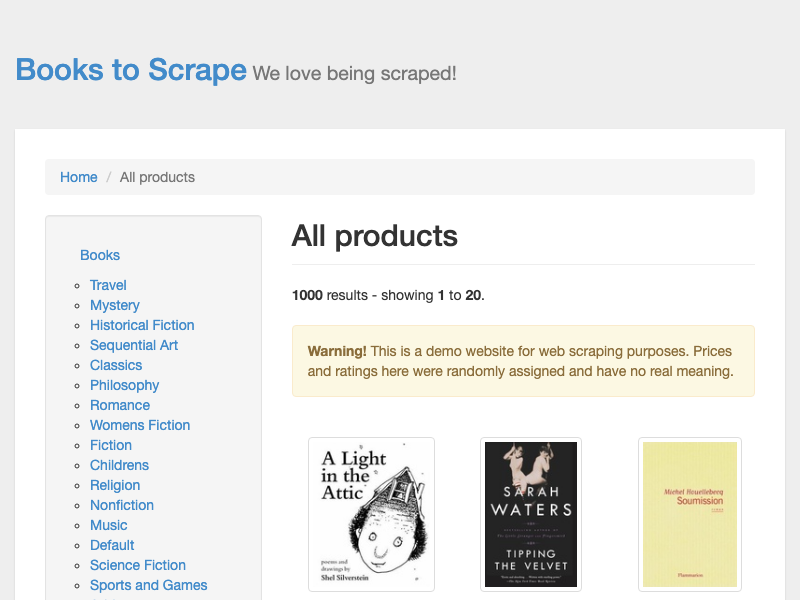 Books to Scrape We love being scraped!
Home / All products
Books
Travel
Mystery
Historical Fiction
Sequential Art
Classics
Philosophy
Romance
Womens Fiction
Fiction
Childrens
Religion
Nonfiction
Music
Default
Science Fiction
Sports and Games
All products
1000 results - showing 1 to 20.
Warning! This is a demo website for web scraping purposes. Prices
and ratings here were randomly assigned and have no real meaning.
A Light
in the
Attic
poems and
drawings by
Shel Silverstein
SARAH
WATERS
TIPPING
THE VELVET
Michel Houellebecq
Soumission
Flammarion